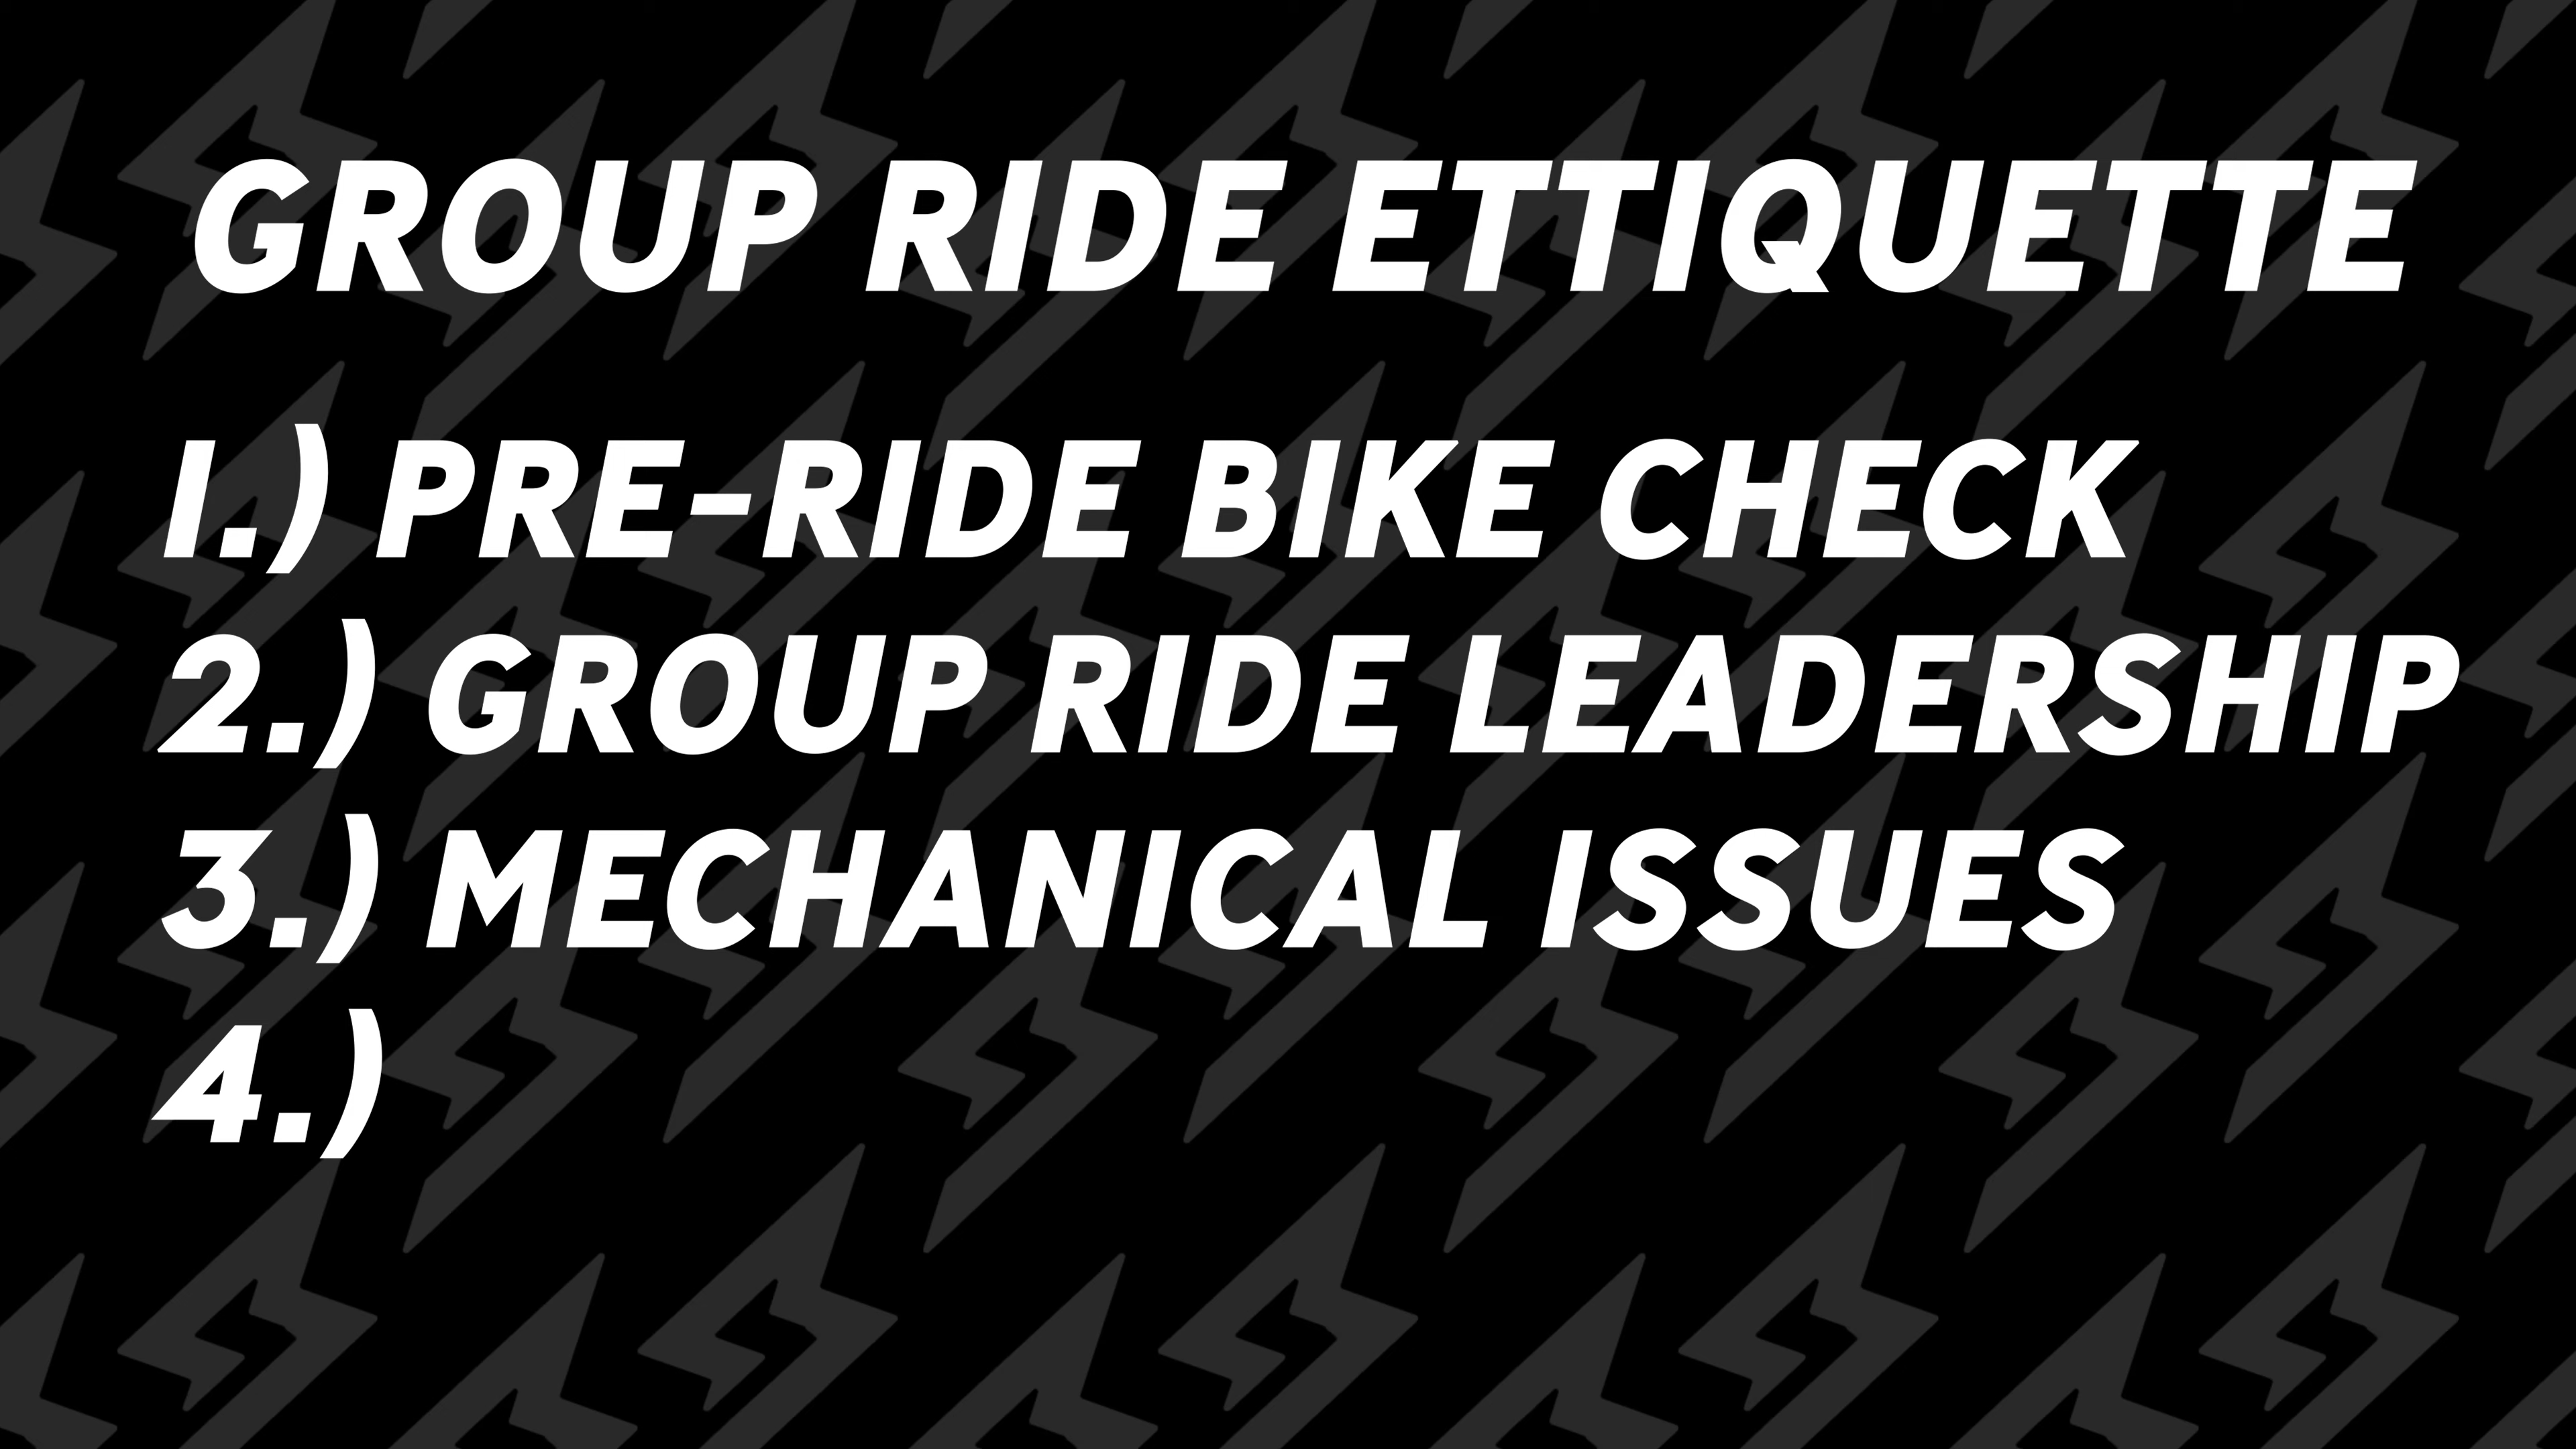 GROUP RIDE ETTIQUETTE
1.) PRE-RIDE BIKE CHECK
2.) GROUP RIDE LEADERSHIP
3.) MECHANICAL ISSUES
4.)